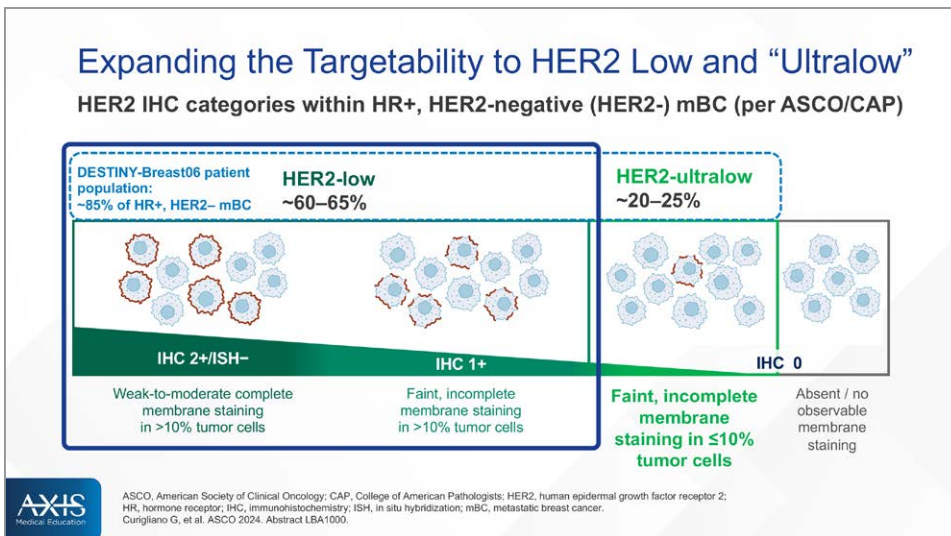 Expanding the Targetability to HER2 Low and “Ultralow”
HER2 IHC categories within HR+, HER2-negative (HER2-) mBC (per ASCO/CAP)
DESTINY-Breast06 patient
population:
~85% of HR+, HER2– mBC
HER2-low
~60–65%
HER2-ultralow
~20–25%
IHC 2+/ISH−
IHC 1+
IHC 0
Weak-to-moderate complete
membrane staining
in >10% tumor cells
Faint, incomplete
membrane staining
in >10% tumor cells
Faint, incomplete
membrane
staining in ≤10%
tumor cells
Absent / no
observable
membrane
staining
AXIS
Medical Education
ASCO, American Society of Clinical Oncology; CAP, College of American Pathologists; HER2, human epidermal growth factor receptor 2;
HR, hormone receptor; IHC, immunohistochemistry; ISH, in situ hybridization; mBC, metastatic breast cancer.
Curigliano G, et al. ASCO 2024. Abstract LBA1000.